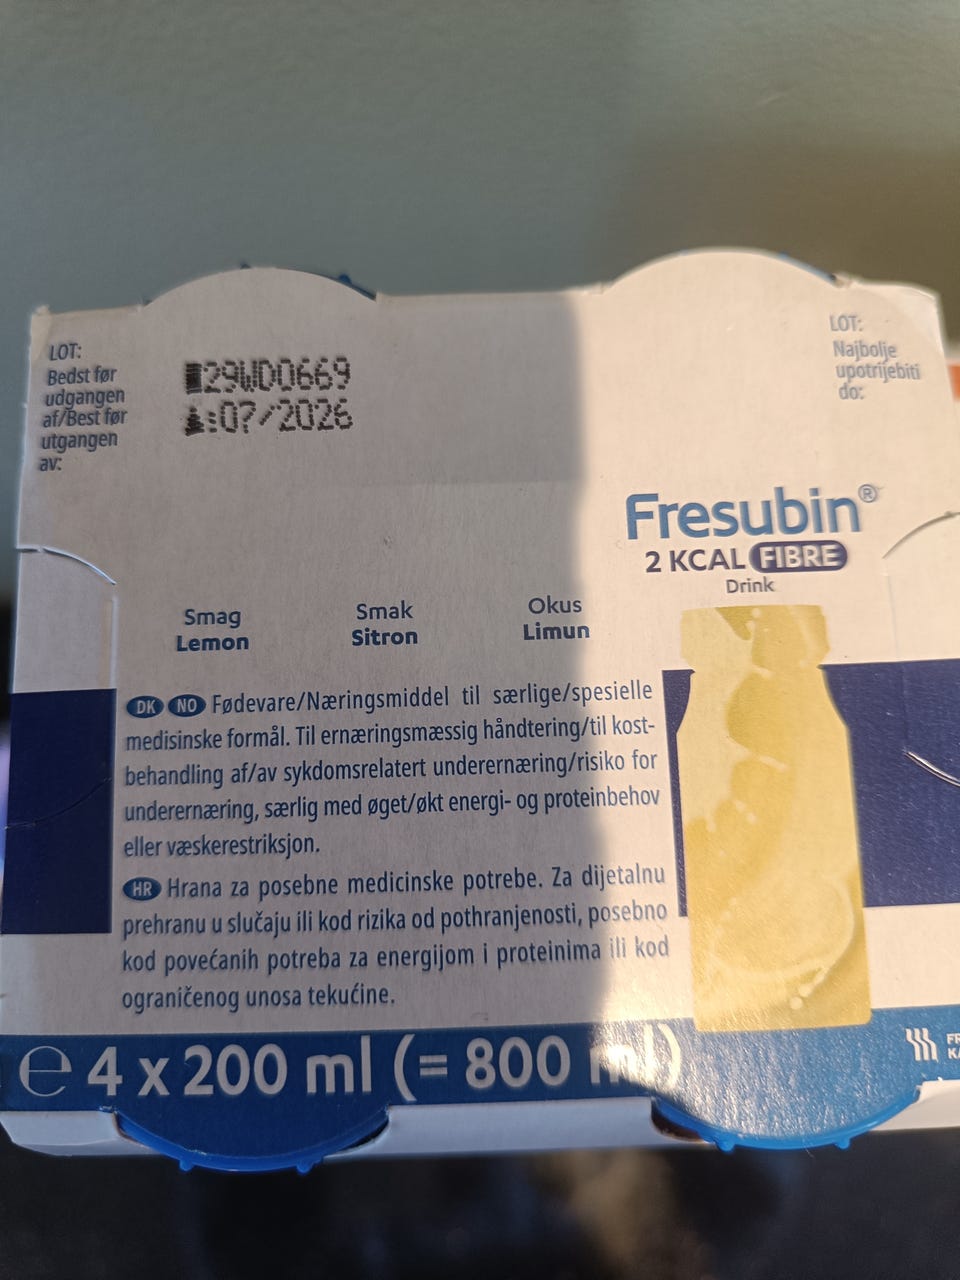 LOT:
Bedst før
udgangen
af/Best før
utgangen
av:
29WD0669
:07/2026
LOT:
Najbolje
upotrijebiti
do:
Fresubin®
2 KCAL FIBRE
Drink
Smag
Lemon
Smak
Sitron
Okus
Limun
DK NO Fødevare/Næringsmiddel til særlige/spesielle
medisinske formål. Til ernæringsmæssig håndtering/til kost-
behandling af/av sykdomsrelatert underernæring/risiko for
underernæring, særlig med øget/økt energi- og proteinbehov
eller væskerestriksjon.
HR Hrana za posebne medicinske potrebe. Za dijetalnu
prehranu u slučaju ili kod rizika od pothranjenosti, posebno
kod povećanih potreba za energijom i proteinima ili kod
ograničenog unosa tekućine.
℮ 4 x 200 ml (= 800 ml)